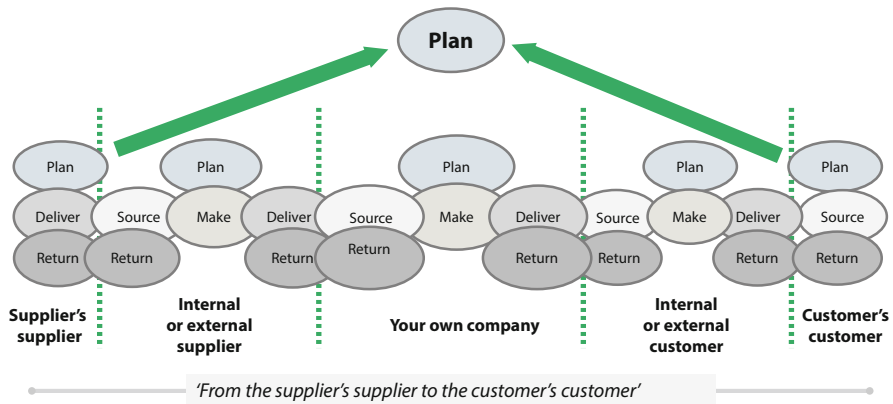 Plan
Plan Plan Plan Plan Plan
Deliver Source Make Deliver Source Make Deliver Source Make Deliver Source
Return Return Return Return Return Return Return Return
Supplier’s
supplier
Internal
or external
supplier
Your own company
Internal
or external
customer
Customer’s
customer
‘From the supplier’s supplier to the customer’s customer’